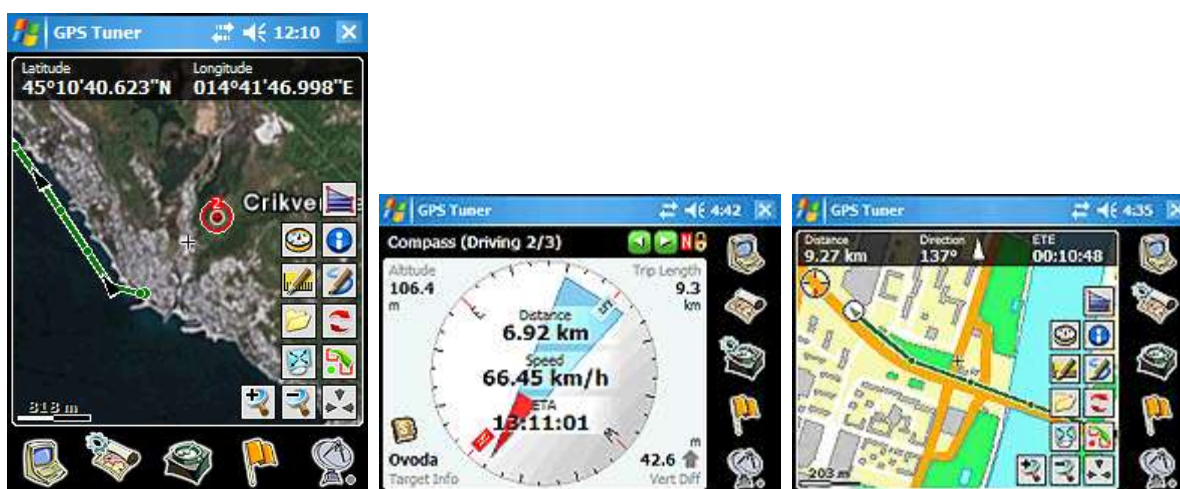 GPS Tuner
12:10
Latitude
45°10'40.623"N
Longitude
014°41'46.998"E
2
Crikve
818 m
GPS Tuner
4:42
Compass (Driving 2/3)
N
Altitude
106.4
m
Trip Length
9.3
km
Distance
6.92 km
Speed
66.45 km/h
ETA
13:11:01
N
W
Ovoda
Target Info
m
42.6
Vert Diff
GPS Tuner
4:35
Distance
9.27 km
Direction
137°
ETE
00:10:48
203 m